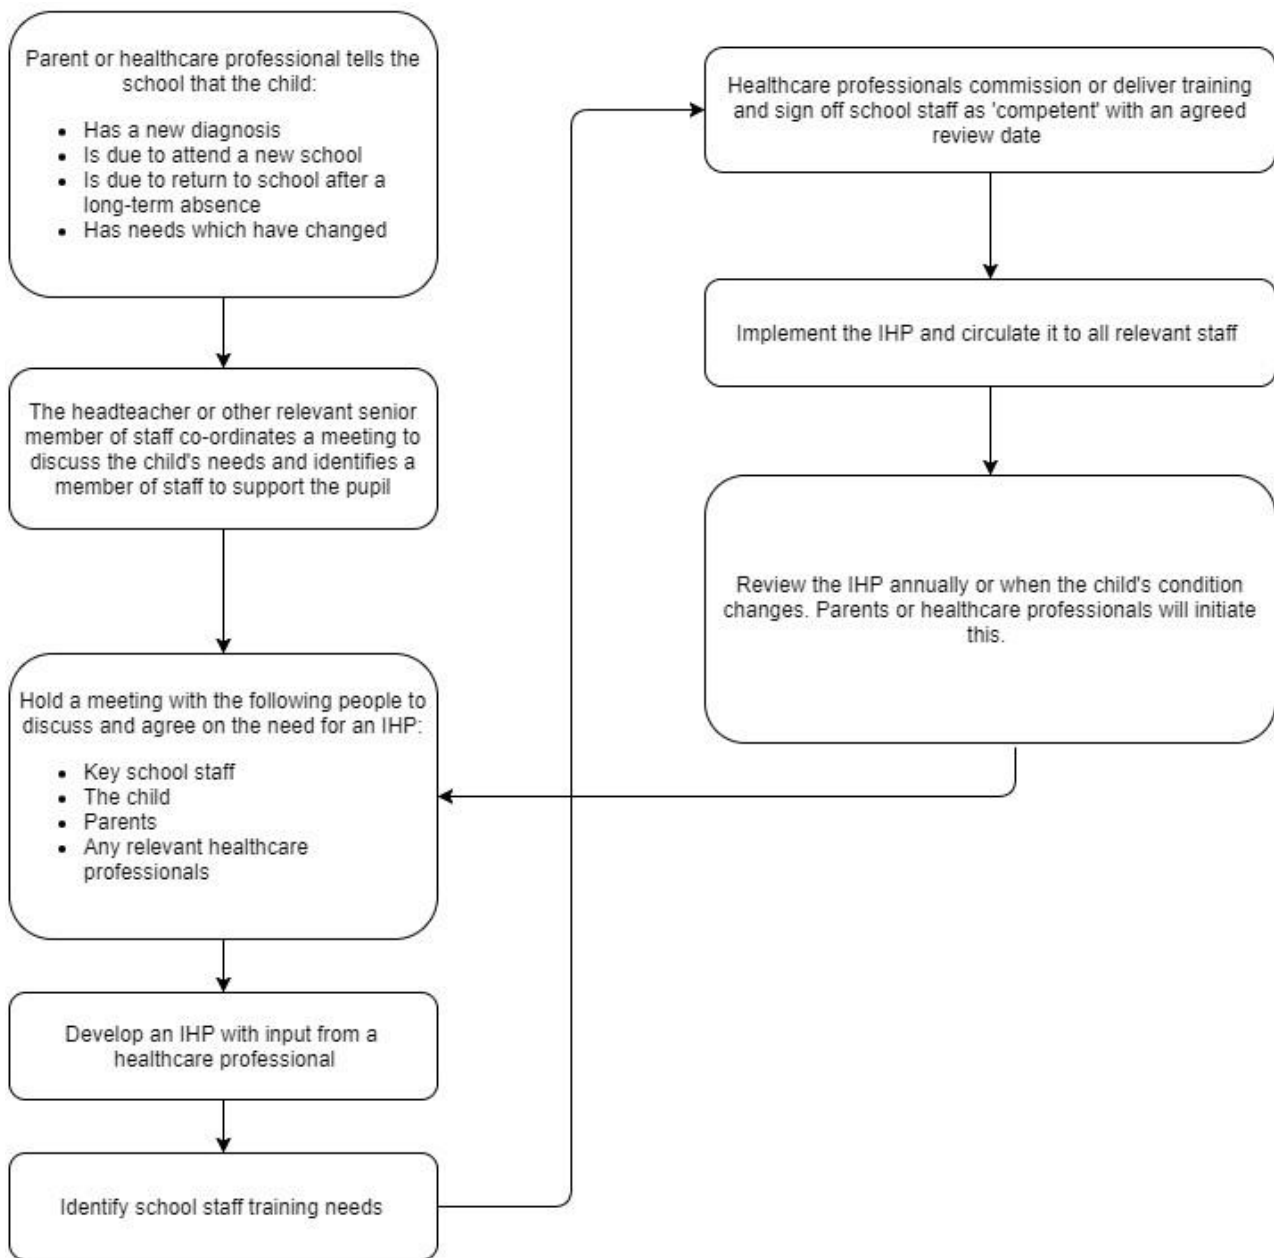 Parent or healthcare professional tells the
school that the child:
• Has a new diagnosis
• Is due to attend a new school
• Is due to return to school after a
long-term absence
• Has needs which have changed
The headteacher or other relevant senior
member of staff co-ordinates a meeting to
discuss the child's needs and identifies a
member of staff to support the pupil
Hold a meeting with the following people to
discuss and agree on the need for an IHP:
• Key school staff
• The child
• Parents
• Any relevant healthcare
professionals
Develop an IHP with input from a
healthcare professional
Identify school staff training needs
Healthcare professionals commission or deliver training
and sign off school staff as 'competent' with an agreed
review date
Implement the IHP and circulate it to all relevant staff
Review the IHP annually or when the child's condition
changes. Parents or healthcare professionals will initiate
this.